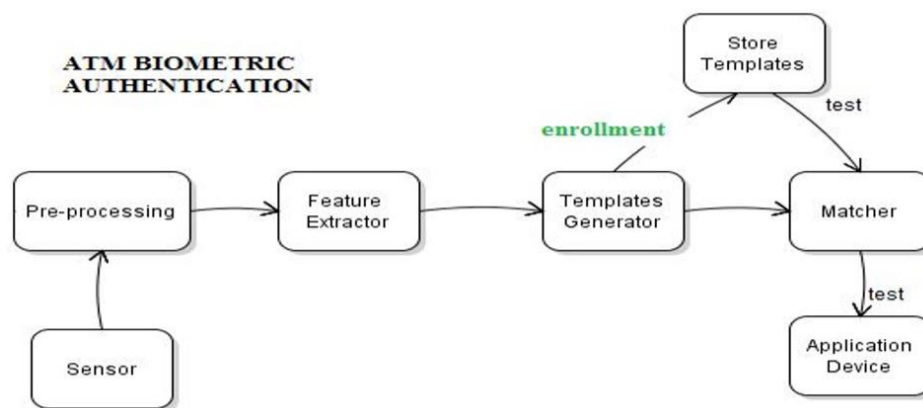 ATM BIOMETRIC
AUTHENTICATION
Store
Templates
test
enrollment
Pre-processing
Feature
Extractor
Templates
Generator
Matcher
test
Sensor
Application
Device